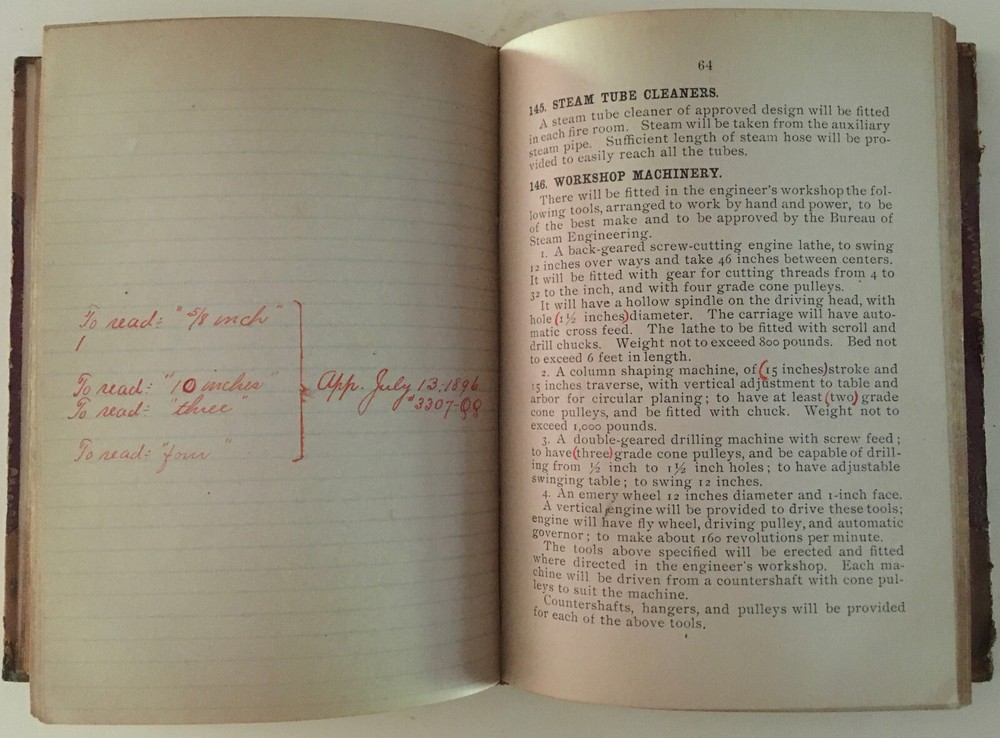 To read: "5/8 inch"
To read: "10 inches"
To read: "three"
To read: "four"
App. July 13. 1896.
64
145. STEAM TUBE CLEANERS.
A steam tube cleaner of approved design will be fitted
in each fire room. Steam will be taken from the auxiliary
steam pipe. Sufficient length of steam hose will be pro-
vided to easily reach all the tubes.
146. WORKSHOP MACHINERY.
There will be fitted in the engineer's workshop the fol-
lowing tools, arranged to work by hand and power, to be
of the best make and to be approved by the Bureau of
Steam Engineering.
1. A back-geared screw-cutting engine lathe, to swing
12 inches over ways and take 46 inches between centers.
It will be fitted with gear for cutting threads from 4 to
32 to the inch, and with four grade cone pulleys.
It will have a hollow spindle on the driving head, with
hole (1½ inches) diameter. The carriage will have auto-
matic cross feed. The lathe to be fitted with scroll and
drill chucks. Weight not to exceed 800 pounds. Bed not
to exceed 6 feet in length.
2. A column shaping machine, of (15 inches) stroke and
15 inches traverse, with vertical adjustment to table and
arbor for circular planing; to have at least (two) grade
cone pulleys, and be fitted with chuck. Weight not to
exceed 1,000 pounds.
3. A double-geared drilling machine with screw feed;
to have (three) grade cone pulleys, and be capable of drill-
ing from ½ inch to 1½ inch holes; to have adjustable
swinging table; to swing 12 inches.
4. An emery wheel 12 inches diameter and 1-inch face.
A vertical engine will be provided to drive these tools;
engine will have fly wheel, driving pulley, and automatic
governor; to make about 160 revolutions per minute.
The tools above specified will be erected and fitted
where directed in the engineer's workshop. Each ma-
chine will be driven from a countershaft with cone pul-
leys to suit the machine.
Countershafts, hangers, and pulleys will be provided
for each of the above tools.